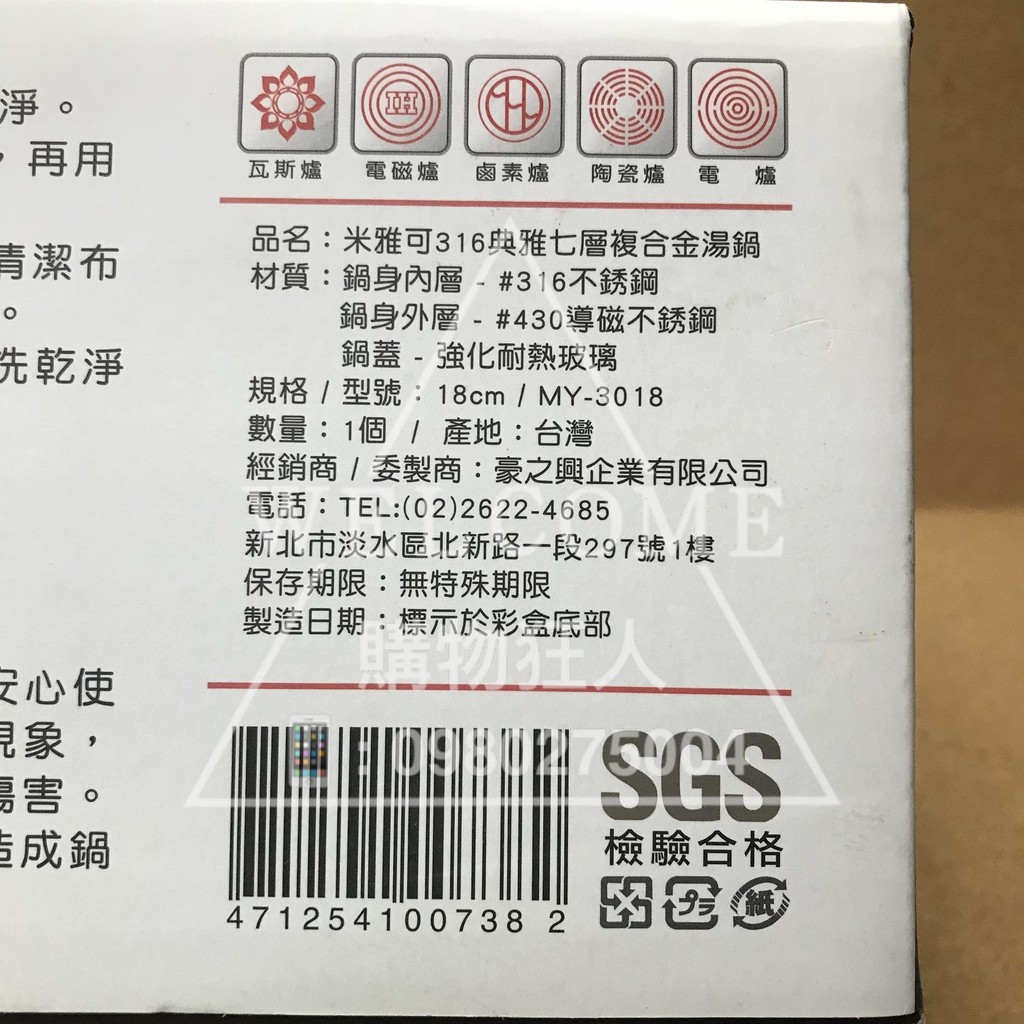 淨。
，再用
青潔布
。
洗乾淨
安心使
現象，
傷害。
造成鍋
IH
瓦斯爐 電磁爐 鹵素爐 陶瓷爐 電 爐
品名：米雅可316典雅七層複合金湯鍋
材質：鍋身內層 - #316不銹鋼
鍋身外層 - #430導磁不銹鋼
鍋蓋 - 強化耐熱玻璃
規格 / 型號：18cm / MY-3018
數量：1個 / 產地：台灣
經銷商 / 委製商：豪之興企業有限公司
電話：TEL:(02)2622-4685
新北市淡水區北新路一段297號1樓
保存期限：無特殊期限
製造日期：標示於彩盒底部
WELCOME
購物狂人
：0980275004
4712541007382
SGS
檢驗合格
プラ 紙